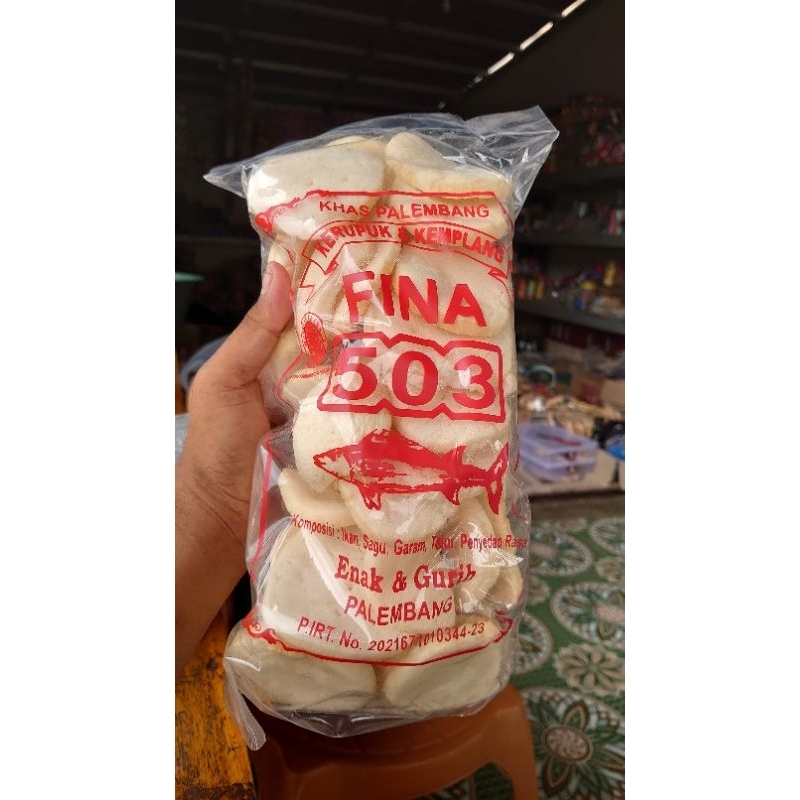 KHAS PALEMBANG
KERUPUK & KEMPLANG
FINA
503
Komposisi : Ikan, Sagu, Garam, Telur, Penyedap Rasa
Enak & Gurih
PALEMBANG
P.IRT. No. 2021671010344-23